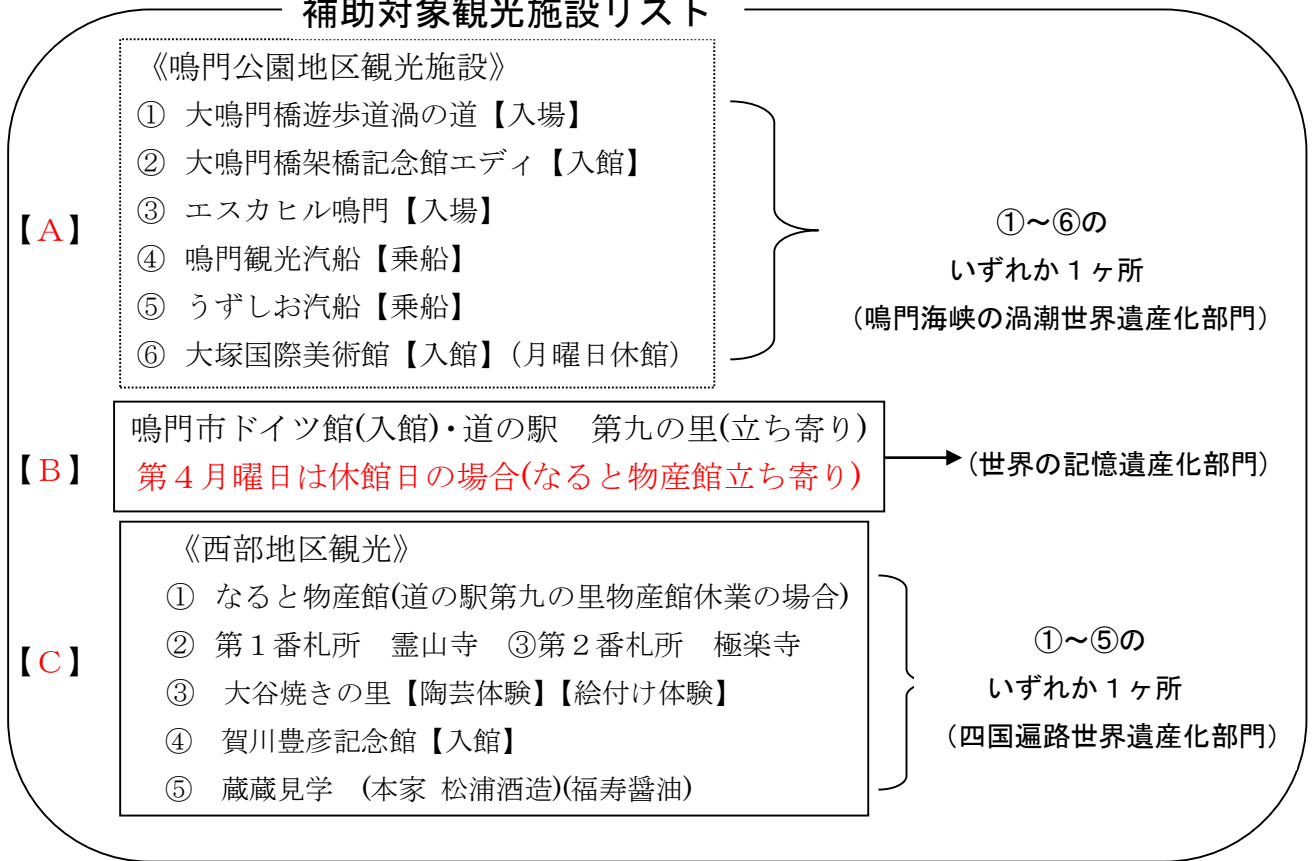 補助対象観光施設リスト
【A】
《鳴門公園地区観光施設》
① 大鳴門橋遊歩道渦の道【入場】
② 大鳴門橋架橋記念館エディ【入館】
③ エスカヒル鳴門【入場】
④ 鳴門観光汽船【乗船】
⑤ うずしお汽船【乗船】
⑥ 大塚国際美術館【入館】(月曜日休館)
①~⑥の
いずれか1ヶ所
(鳴門海峡の渦潮世界遺産化部門)
【B】
鳴門市ドイツ館(入館)・道の駅 第九の里(立ち寄り)
第4月曜日は休館日の場合(なると物産館立ち寄り)
(世界の記憶遺産化部門)
【C】
《西部地区観光》
① なると物産館(道の駅第九の里物産館休業の場合)
② 第1番札所 霊山寺 ③第2番札所 極楽寺
③ 大谷焼きの里【陶芸体験】【絵付け体験】
④ 賀川豊彦記念館【入館】
⑤ 蔵蔵見学 (本家 松浦酒造)(福寿醤油)
①~⑤の
いずれか1ヶ所
(四国遍路世界遺産化部門)